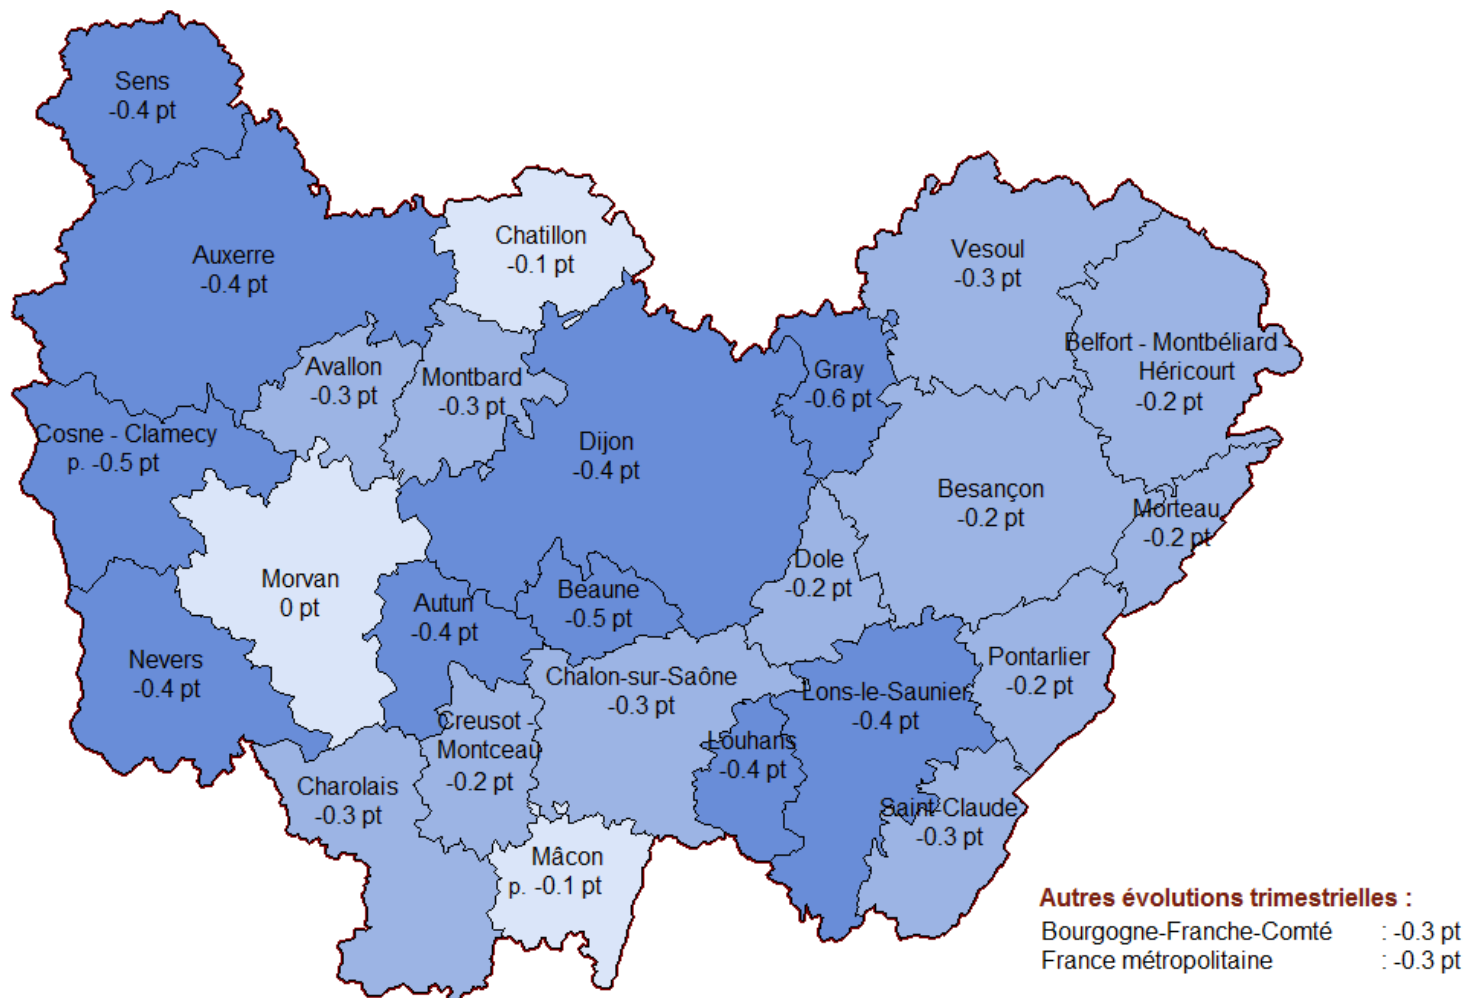 Sens
-0.4 pt
Auxerre
-0.4 pt
Chatillon
-0.1 pt
Vesoul
-0.3 pt
Belfort - Montbéliard -
Héricourt
-0.2 pt
Avallon
-0.3 pt
Montbard
-0.3 pt
Gray
-0.6 pt
Cosne - Clamecy
p. -0.5 pt
Dijon
-0.4 pt
Besançon
-0.2 pt
Morteau
-0.2 pt
Morvan
0 pt
Autun
-0.4 pt
Beaune
-0.5 pt
Dole
-0.2 pt
Nevers
-0.4 pt
Chalon-sur-Saône
-0.3 pt
Lons-le-Saunier
-0.4 pt
Pontarlier
-0.2 pt
Creusot -
Montceau
-0.2 pt
Louhans
-0.4 pt
Charolais
-0.3 pt
Saint-Claude
-0.3 pt
Mâcon
p. -0.1 pt
Autres évolutions trimestrielles :
Bourgogne-Franche-Comté : -0.3 pt
France métropolitaine : -0.3 pt